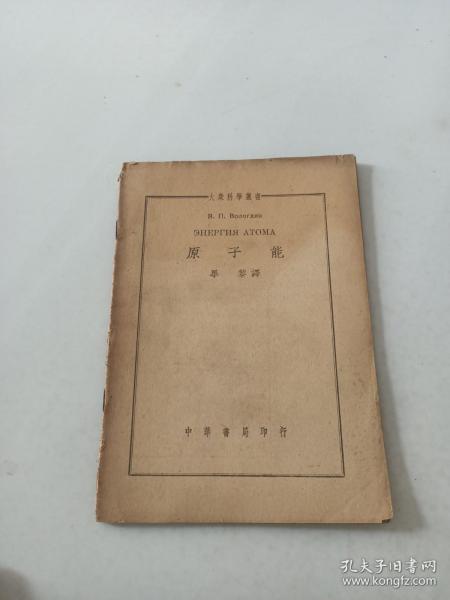 大衆科學叢書
В. П. Вологдин
ЭНЕРГИЯ АТОМА
原子能
畢黎譯
中華書局印行
孔夫子旧书网
www.kongfz.com